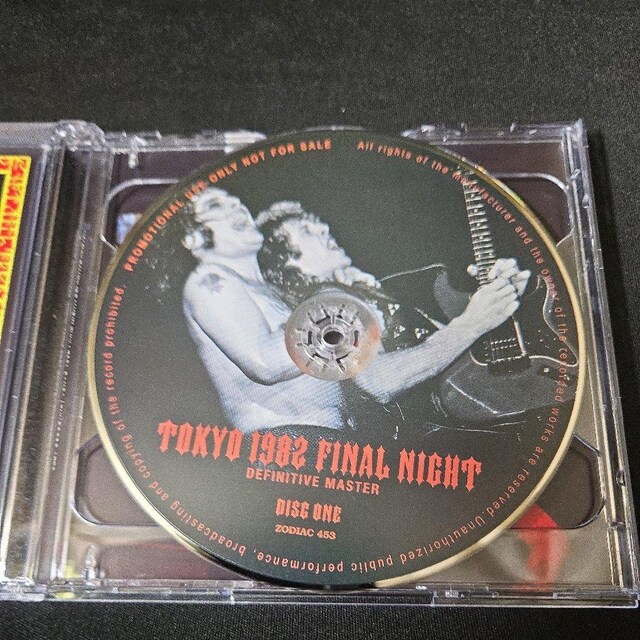 PROMOTIONAL USE ONLY NOT FOR SALE
All rights of the manufacturer and the owner of the recorded works are reserved. Unauthorized public performance, broadcasting and copying of the record prohibited.
TOKYO 1982 FINAL NIGHT
DEFINITIVE MASTER
DISC ONE
ZODIAC 453